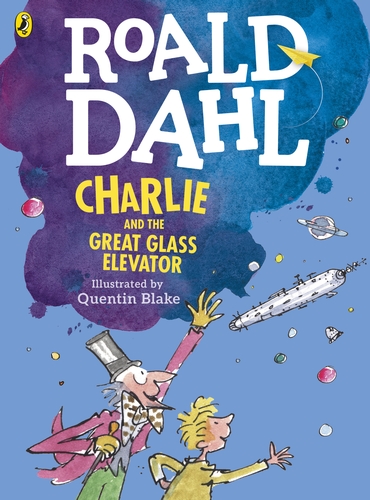 ROALD
DAHL
CHARLIE
AND THE
GREAT GLASS
ELEVATOR
Illustrated by
Quentin Blake